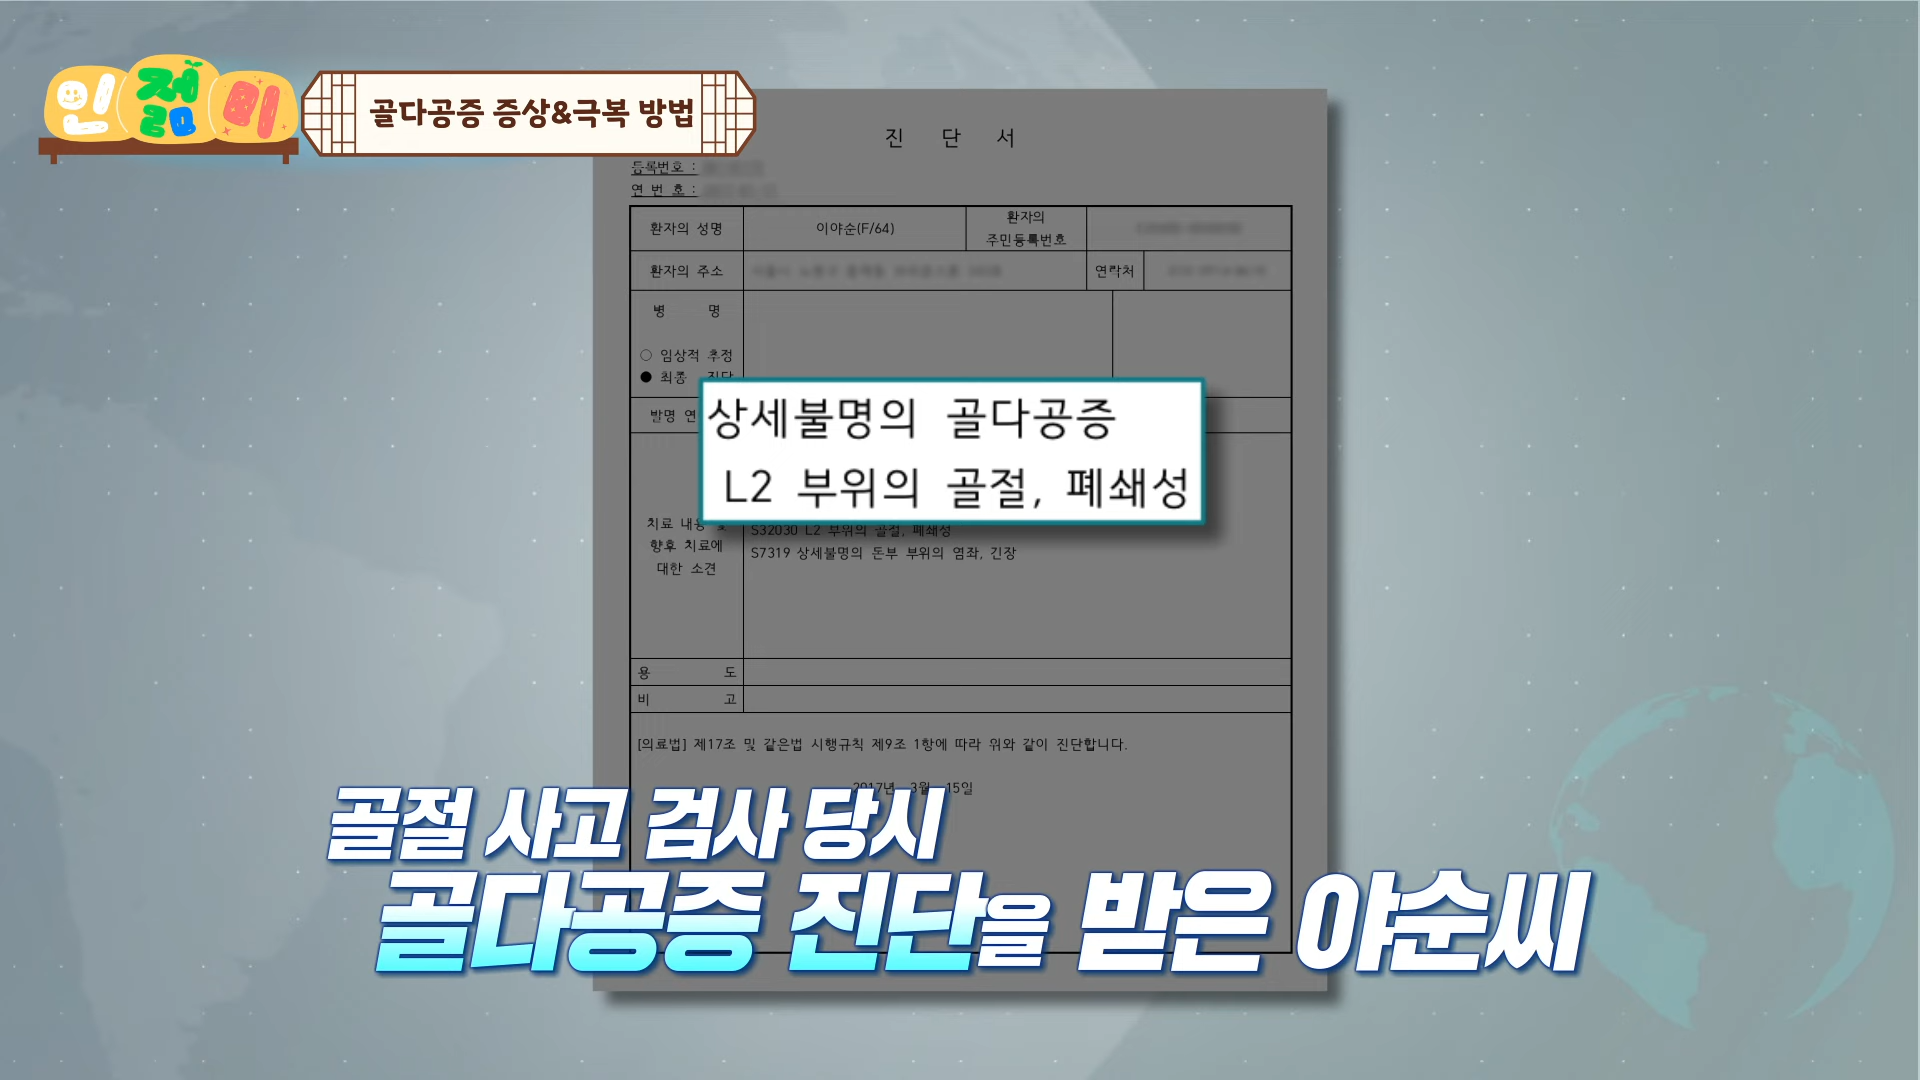 인절미
골다공증 증상&극복 방법
진 단 서
등록번호 :
연 번 호 :
환자의 성명
이야순(F/64)
환자의
주민등록번호
환자의 주소
연락처
병 명
○ 임상적 추정
● 최종 진단
발명 연
상세불명의 골다공증
L2 부위의 골절, 폐쇄성
치료 내용 및
향후 치료에
대한 소견
S32030 L2 부위의 골절, 폐쇄성
S7319 상세불명의 둔부 부위의 염좌, 긴장
용 도
비 고
[의료법] 제17조 및 같은법 시행규칙 제9조 1항에 따라 위와 같이 진단합니다.
2017년 3월 15일
골절 사고 검사 당시
골다공증 진단을 받은 야순씨